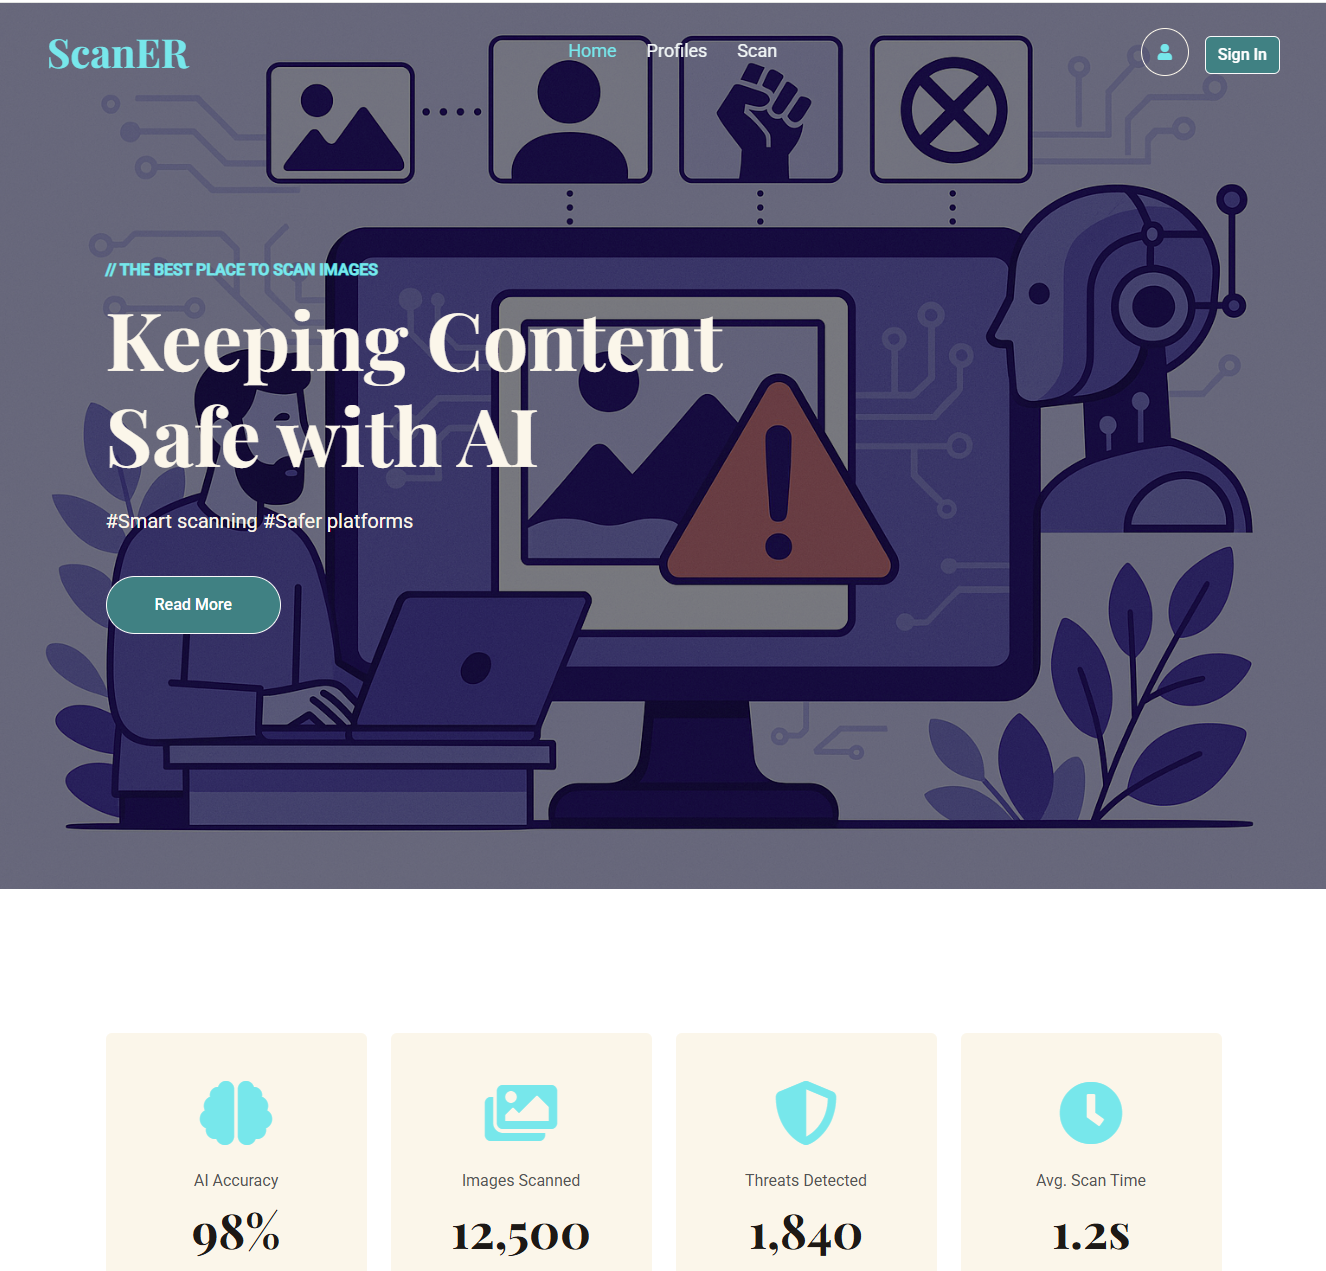 ScanER
Home Profiles Scan
Sign In
// THE BEST PLACE TO SCAN IMAGES
Keeping Content
Safe with AI
#Smart scanning #Safer platforms
Read More
AI Accuracy
98%
Images Scanned
12,500
Threats Detected
1,840
Avg. Scan Time
1.2s